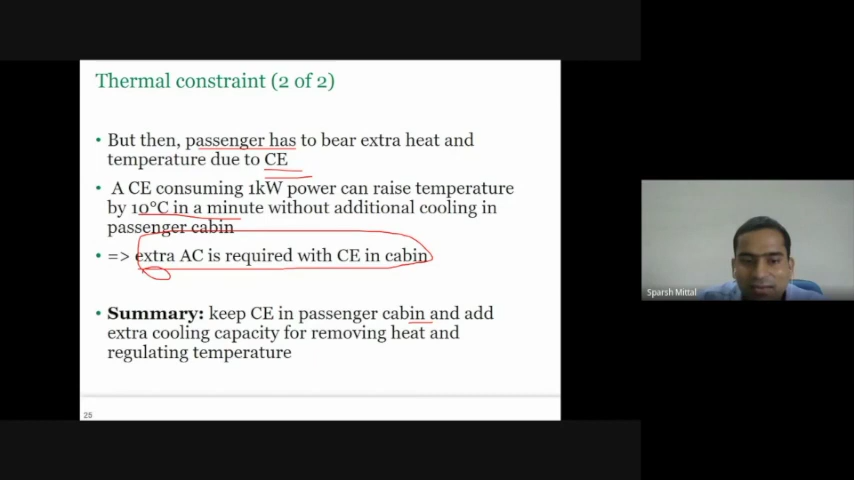 Thermal constraint (2 of 2)
• But then, passenger has to bear extra heat and
temperature due to CE
• A CE consuming 1kW power can raise temperature
by 10°C in a minute without additional cooling in
passenger cabin
• => extra AC is required with CE in cabin
• Summary: keep CE in passenger cabin and add
extra cooling capacity for removing heat and
regulating temperature
25
Sparsh Mittal